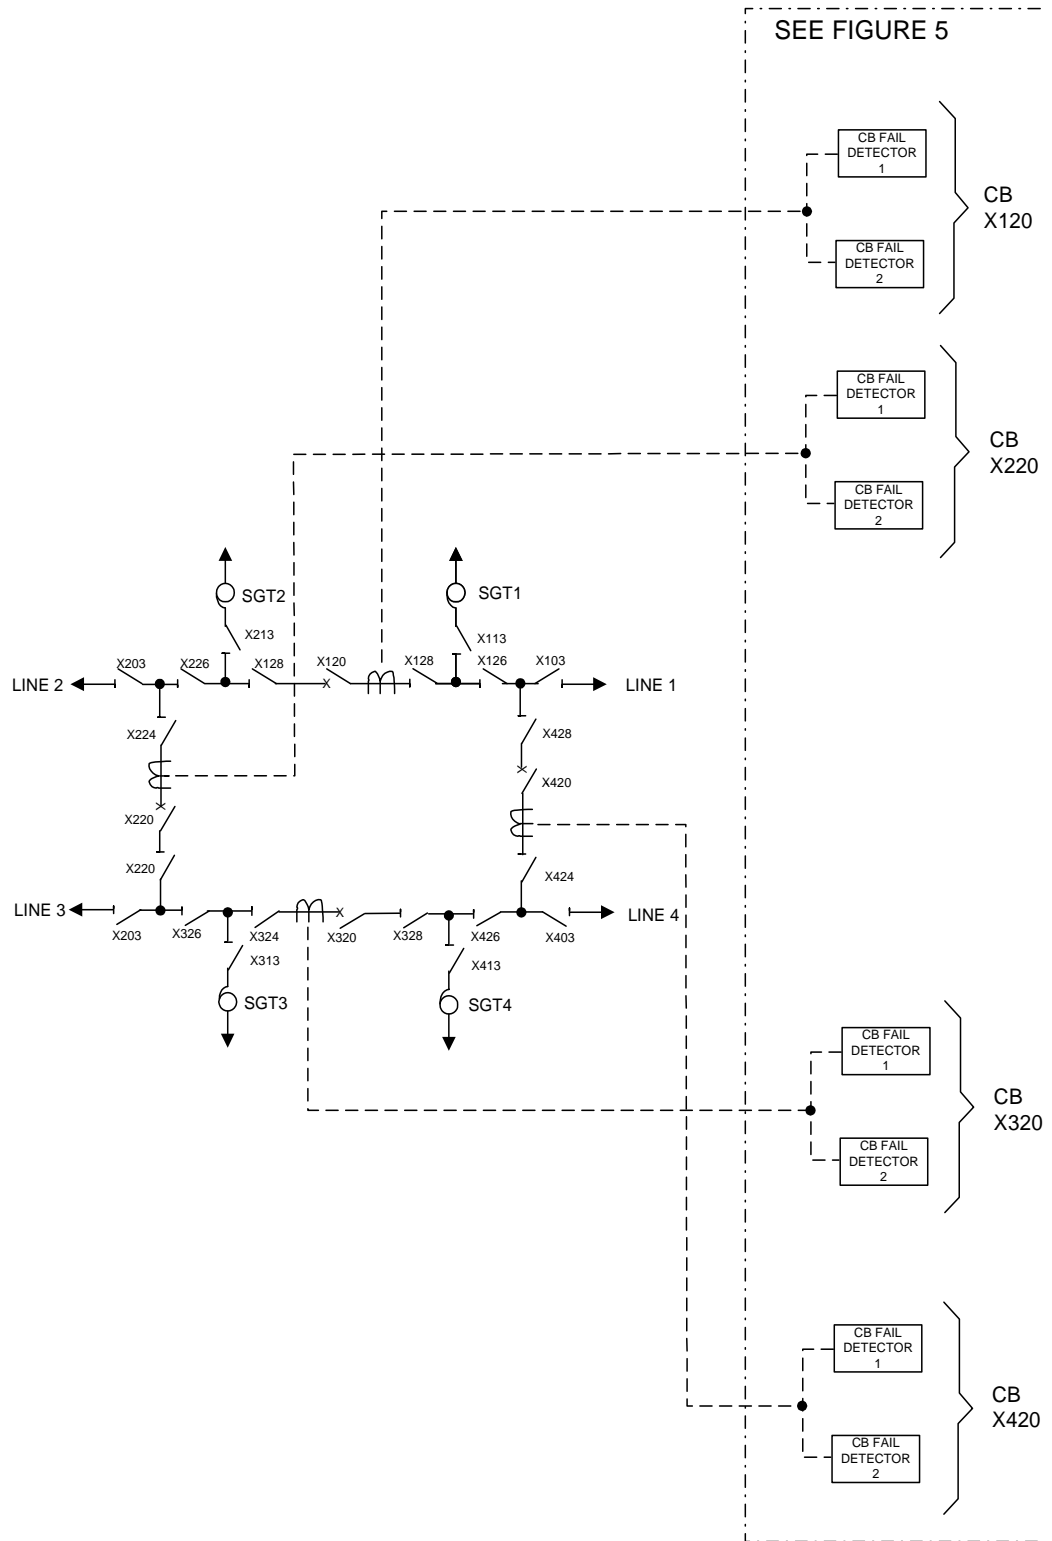 SEE FIGURE 5
CB FAIL
DETECTOR
1
CB
X120
CB FAIL
DETECTOR
2
CB FAIL
DETECTOR
1
CB
X220
CB FAIL
DETECTOR
2
SGT2
SGT1
X213
X113
X203
X226
X128
X120
X128
X126
X103
LINE 2
LINE 1
X224
X428
X420
X220
X220
X424
LINE 3
LINE 4
X203
X326
X324
X320
X328
X426
X403
X313
X413
SGT3
SGT4
CB FAIL
DETECTOR
1
CB
X320
CB FAIL
DETECTOR
2
CB FAIL
DETECTOR
1
CB
X420
CB FAIL
DETECTOR
2